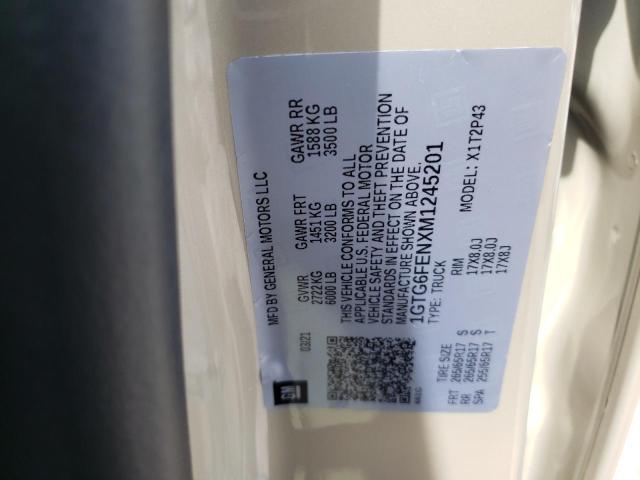 MFD BY GENERAL MOTORS LLC
03/21 GVWR GAWR FRT GAWR RR
2722 KG 1451 KG 1588 KG
6000 LB 3200 LB 3500 LB
THIS VEHICLE CONFORMS TO ALL
APPLICABLE U.S. FEDERAL MOTOR
VEHICLE SAFETY AND THEFT PREVENTION
STANDARDS IN EFFECT ON THE DATE OF
MANUFACTURE SHOWN ABOVE.
1GTG6FENXM1245201
TYPE: TRUCK MODEL: X1T2P43
TIRE SIZE RIM
FRT 265/65R17 S 17X8.0J
RR 265/65R17 S 17X8.0J
SPA 255/65R17 T 17X8J
GM